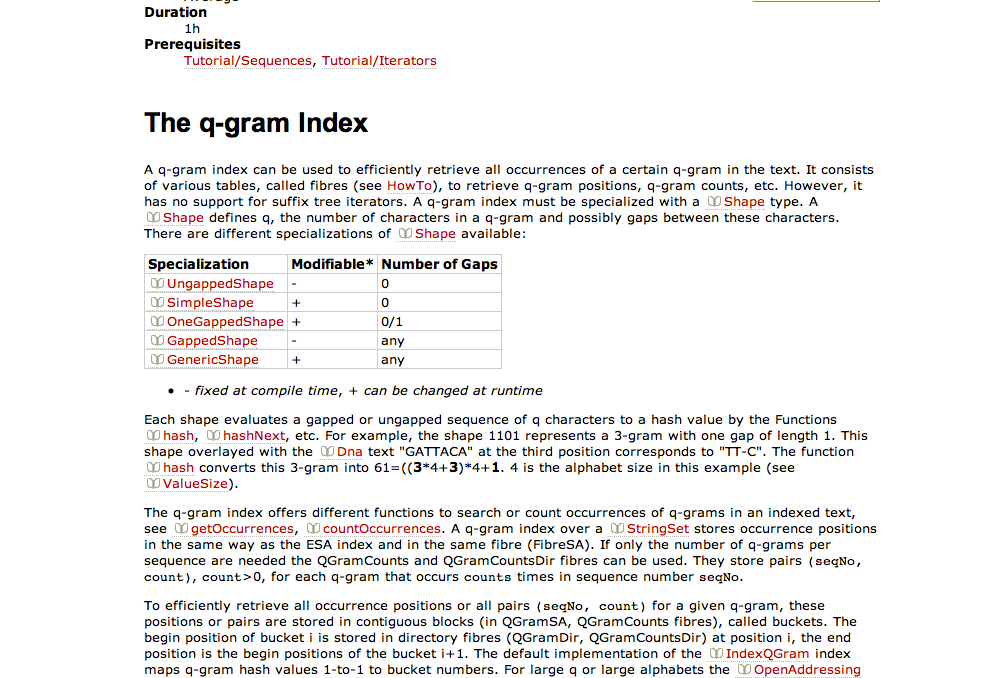 Duration
1h
Prerequisites
Tutorial/Sequences, Tutorial/Iterators
The q-gram Index
A q-gram index can be used to efficiently retrieve all occurrences of a certain q-gram in the text. It consists
of various tables, called fibres (see HowTo), to retrieve q-gram positions, q-gram counts, etc. However, it
has no support for suffix tree iterators. A q-gram index must be specialized with a Shape type. A
Shape defines q, the number of characters in a q-gram and possibly gaps between these characters.
There are different specializations of Shape available:
Specialization Modifiable* Number of Gaps
UngappedShape - 0
SimpleShape + 0
OneGappedShape + 0/1
GappedShape - any
GenericShape + any
• - fixed at compile time, + can be changed at runtime
Each shape evaluates a gapped or ungapped sequence of q characters to a hash value by the Functions
hash, hashNext, etc. For example, the shape 1101 represents a 3-gram with one gap of length 1. This
shape overlayed with the Dna text "GATTACA" at the third position corresponds to "TT-C". The function
hash converts this 3-gram into 61=((3*4+3)*4+1. 4 is the alphabet size in this example (see
ValueSize).
The q-gram index offers different functions to search or count occurrences of q-grams in an indexed text,
see getOccurrences, countOccurrences. A q-gram index over a StringSet stores occurrence positions
in the same way as the ESA index and in the same fibre (FibreSA). If only the number of q-grams per
sequence are needed the QGramCounts and QGramCountsDir fibres can be used. They store pairs (seqNo,
count), count>0, for each q-gram that occurs counts times in sequence number seqNo.
To efficiently retrieve all occurrence positions or all pairs (seqNo, count) for a given q-gram, these
positions or pairs are stored in contiguous blocks (in QGramSA, QGramCounts fibres), called buckets. The
begin position of bucket i is stored in directory fibres (QGramDir, QGramCountsDir) at position i, the end
position is the begin positions of the bucket i+1. The default implementation of the IndexQGram index
maps q-gram hash values 1-to-1 to bucket numbers. For large q or large alphabets the OpenAddressing